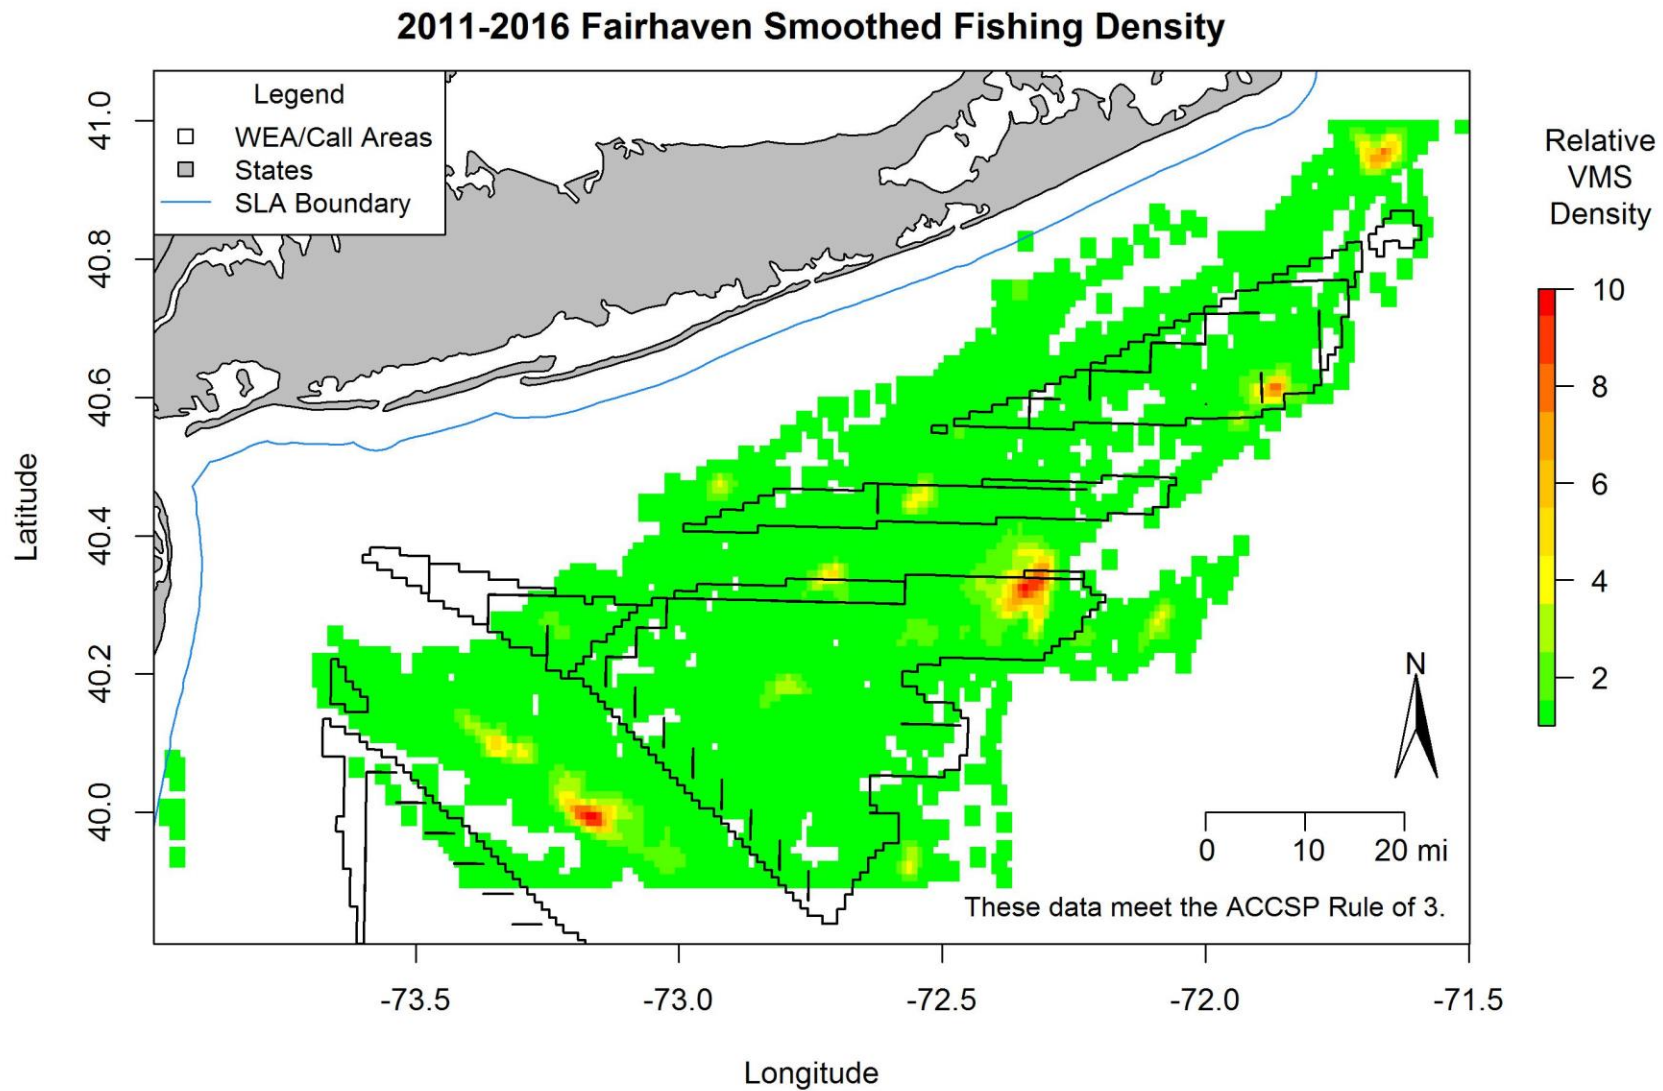 2011-2016 Fairhaven Smoothed Fishing Density
Legend
WEA/Call Areas
States
SLA Boundary
Latitude
41.0
40.8
40.6
40.4
40.2
40.0
-73.5
-73.0
-72.5
-72.0
-71.5
Longitude
Relative
VMS
Density
10
8
6
4
2
N
0 10 20 mi
These data meet the ACCSP Rule of 3.